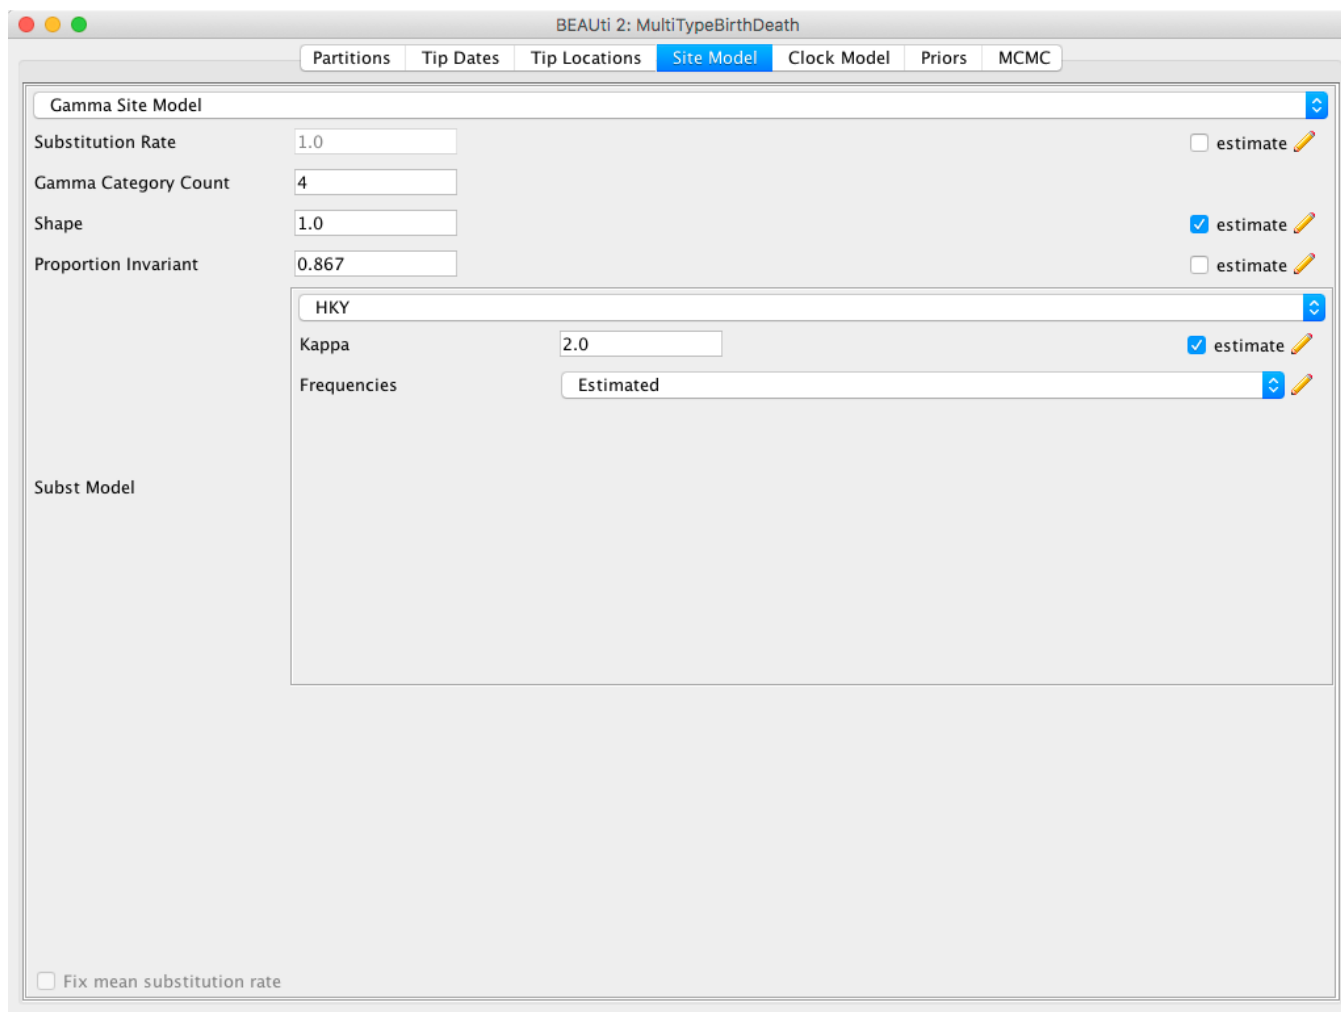 BEAUti 2: MultiTypeBirthDeath
Partitions Tip Dates Tip Locations Site Model Clock Model Priors MCMC
Gamma Site Model
Substitution Rate 1.0 estimate
Gamma Category Count 4
Shape 1.0 estimate
Proportion Invariant 0.867 estimate
HKY
Kappa 2.0 estimate
Frequencies Estimated
Subst Model
Fix mean substitution rate